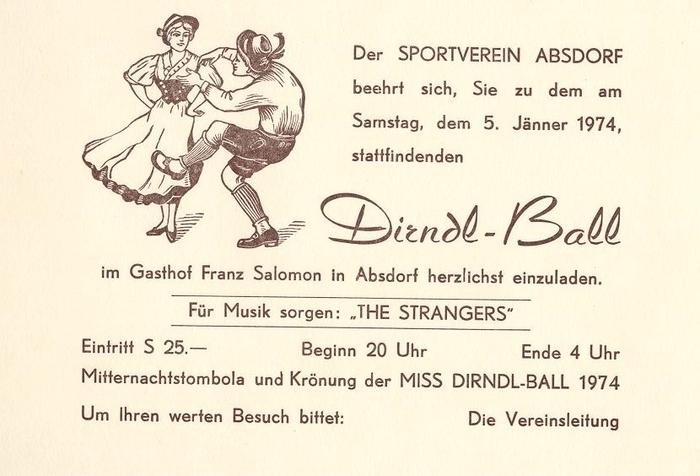 Der SPORTVEREIN ABSDORF
beehrt sich, Sie zu dem am
Samstag, dem 5. Jänner 1974,
stattfindenden
Dirndl-Ball
im Gasthof Franz Salomon in Absdorf herzlichst einzuladen.
Für Musik sorgen: „THE STRANGERS"
Eintritt S 25.— Beginn 20 Uhr Ende 4 Uhr
Mitternachtstombola und Krönung der MISS DIRNDL-BALL 1974
Um Ihren werten Besuch bittet: Die Vereinsleitung